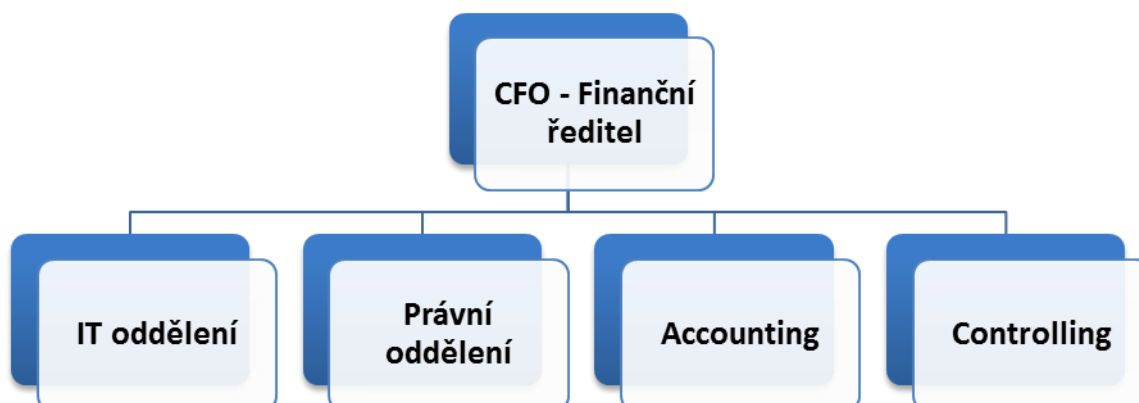 CFO - Finanční
ředitel
IT oddělení
Právní
oddělení
Accounting
Controlling